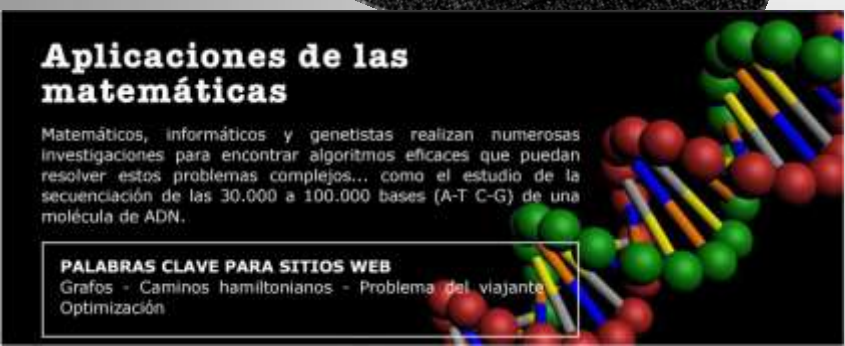 Aplicaciones de las
matemáticas
Matemáticos, informáticos y genetistas realizan numerosas
investigaciones para encontrar algoritmos eficaces que puedan
resolver estos problemas complejos... como el estudio de la
secuenciación de las 30.000 a 100.000 bases (A-T C-G) de una
molécula de ADN.
PALABRAS CLAVE PARA SITIOS WEB
Grafos - Caminos hamiltonianos - Problema del viajante -
Optimización